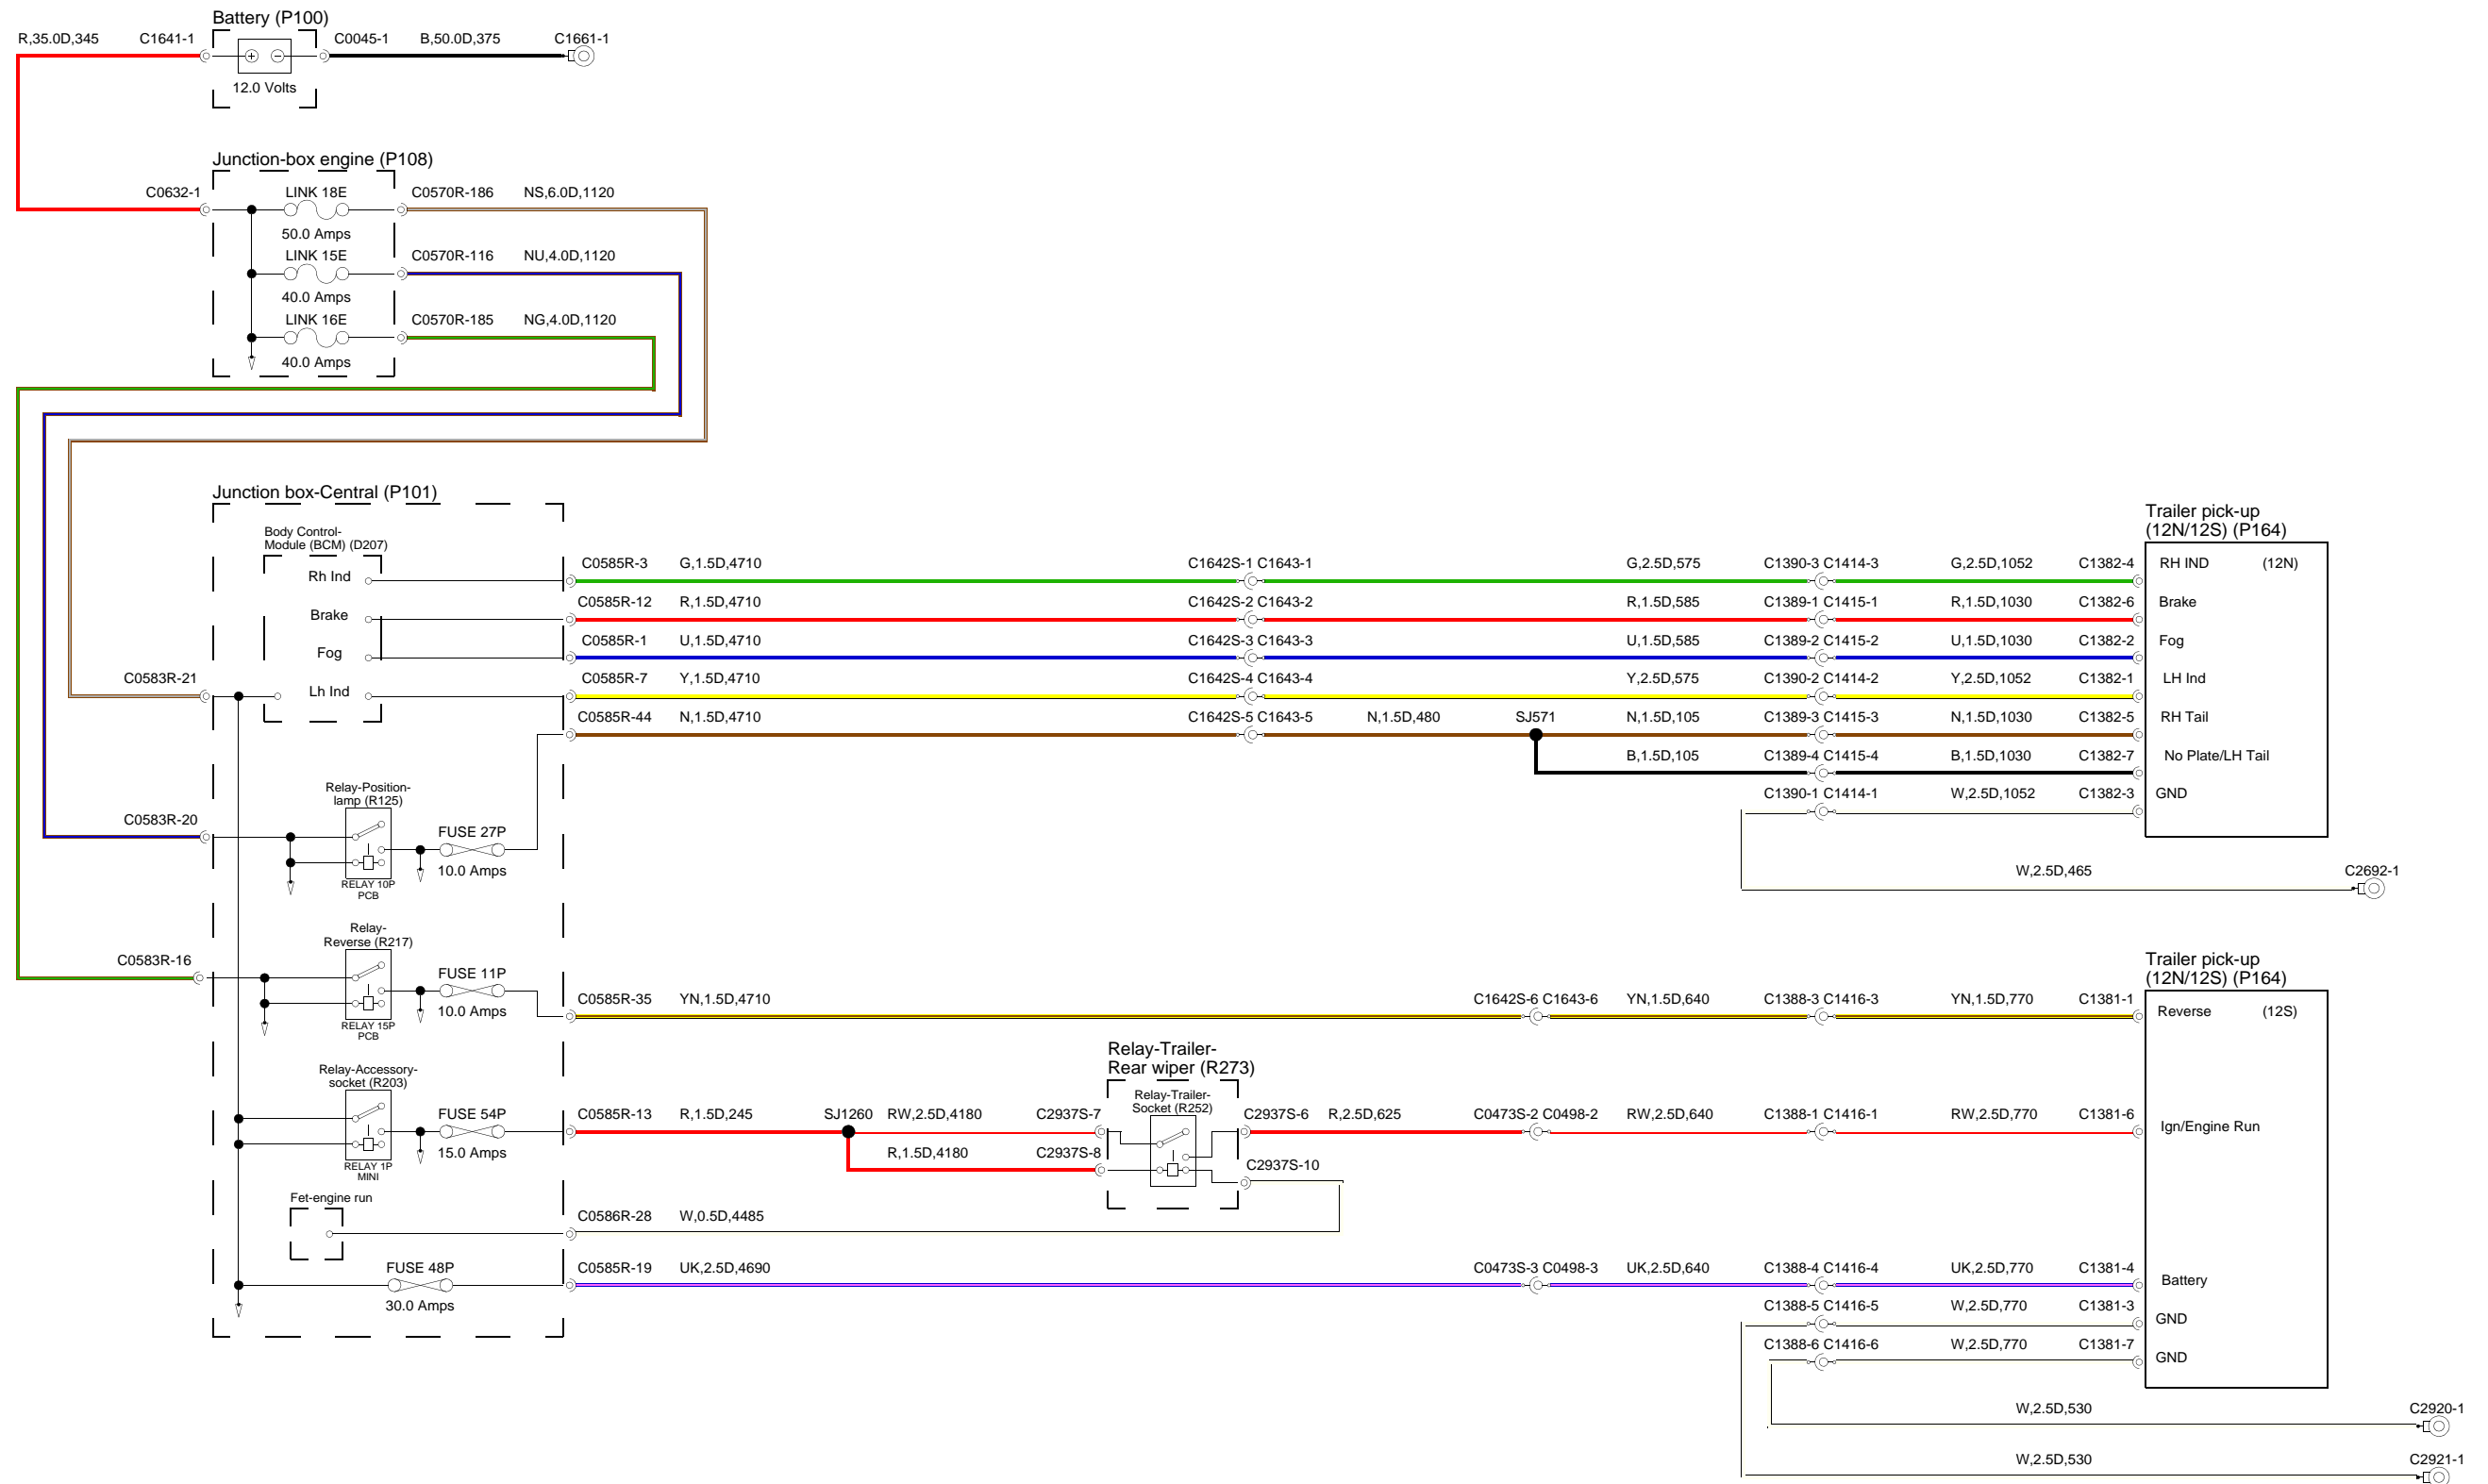 Battery (P100)
R,35.0D,345 C1641-1 C0045-1 B,50.0D,375 C1661-1
12.0 Volts
Junction-box engine (P108)
C0632-1 LINK 18E C0570R-186 NS,6.0D,1120
50.0 Amps
LINK 15E C0570R-116 NU,4.0D,1120
40.0 Amps
LINK 16E C0570R-185 NG,4.0D,1120
40.0 Amps
Junction box-Central (P101)
Trailer pick-up
(12N/12S) (P164)
Body Control-
Module (BCM) (D207)
Rh Ind C0585R-3 G,1.5D,4710 C1642S-1 C1643-1 G,2.5D,575 C1390-3 C1414-3 G,2.5D,1052 C1382-4 RH IND (12N)
Brake C0585R-12 R,1.5D,4710 C1642S-2 C1643-2 R,1.5D,585 C1389-1 C1415-1 R,1.5D,1030 C1382-6 Brake
Fog C0585R-1 U,1.5D,4710 C1642S-3 C1643-3 U,1.5D,585 C1389-2 C1415-2 U,1.5D,1030 C1382-2 Fog
C0583R-21 Lh Ind C0585R-7 Y,1.5D,4710 C1642S-4 C1643-4 Y,2.5D,575 C1390-2 C1414-2 Y,2.5D,1052 C1382-1 LH Ind
C0585R-44 N,1.5D,4710 C1642S-5 C1643-5 N,1.5D,480 SJ571 N,1.5D,105 C1389-3 C1415-3 N,1.5D,1030 C1382-5 RH Tail
B,1.5D,105 C1389-4 C1415-4 B,1.5D,1030 C1382-7 No Plate/LH Tail
C1390-1 C1414-1 W,2.5D,1052 C1382-3 GND
Relay-Position-
lamp (R125)
C0583R-20 FUSE 27P
10.0 Amps
RELAY 10P
PCB
W,2.5D,465 C2692-1
Relay-
Reverse (R217)
C0583R-16 FUSE 11P
10.0 Amps
RELAY 15P
PCB
Trailer pick-up
(12N/12S) (P164)
C0585R-35 YN,1.5D,4710 C1642S-6 C1643-6 YN,1.5D,640 C1388-3 C1416-3 YN,1.5D,770 C1381-1 Reverse (12S)
Relay-Trailer-
Rear wiper (R273)
Relay-Trailer-
Socket (R252)
Relay-Accessory-
socket (R203)
FUSE 54P C0585R-13 R,1.5D,245 SJ1260 RW,2.5D,4180 C2937S-7 C2937S-6 R,2.5D,625 C0473S-2 C0498-2 RW,2.5D,640 C1388-1 C1416-1 RW,2.5D,770 C1381-6 Ign/Engine Run
15.0 Amps R,1.5D,4180 C2937S-8 C2937S-10
RELAY 1P
MINI
Fet-engine run
C0586R-28 W,0.5D,4485
FUSE 48P C0585R-19 UK,2.5D,4690 C0473S-3 C0498-3 UK,2.5D,640 C1388-4 C1416-4 UK,2.5D,770 C1381-4 Battery
30.0 Amps
C1388-5 C1416-5 W,2.5D,770 C1381-3 GND
C1388-6 C1416-6 W,2.5D,770 C1381-7 GND
W,2.5D,530 C2920-1
W,2.5D,530 C2921-1